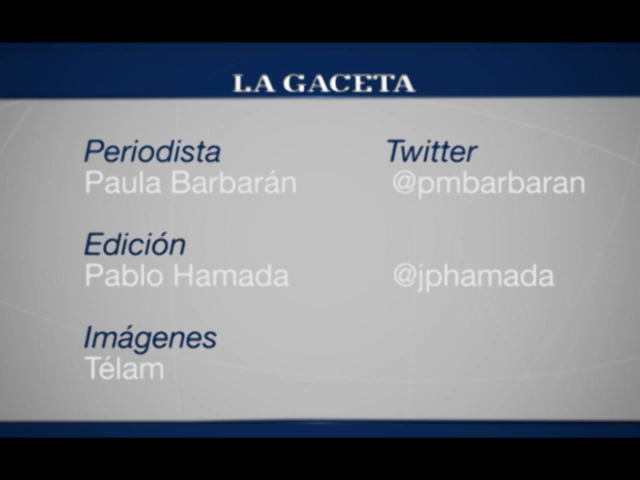 LA GACETA
Periodista Twitter
Paula Barbarán @pmbarbaran
Edición
Pablo Hamada @jphamada
Imágenes
Télam